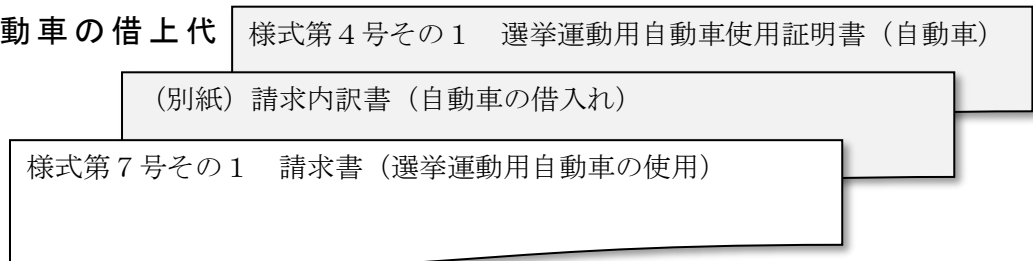 動車の借上代
様式第４号その１　選挙運動用自動車使用証明書（自動車）
（別紙）請求内訳書（自動車の借入れ）
様式第７号その１　請求書（選挙運動用自動車の使用）